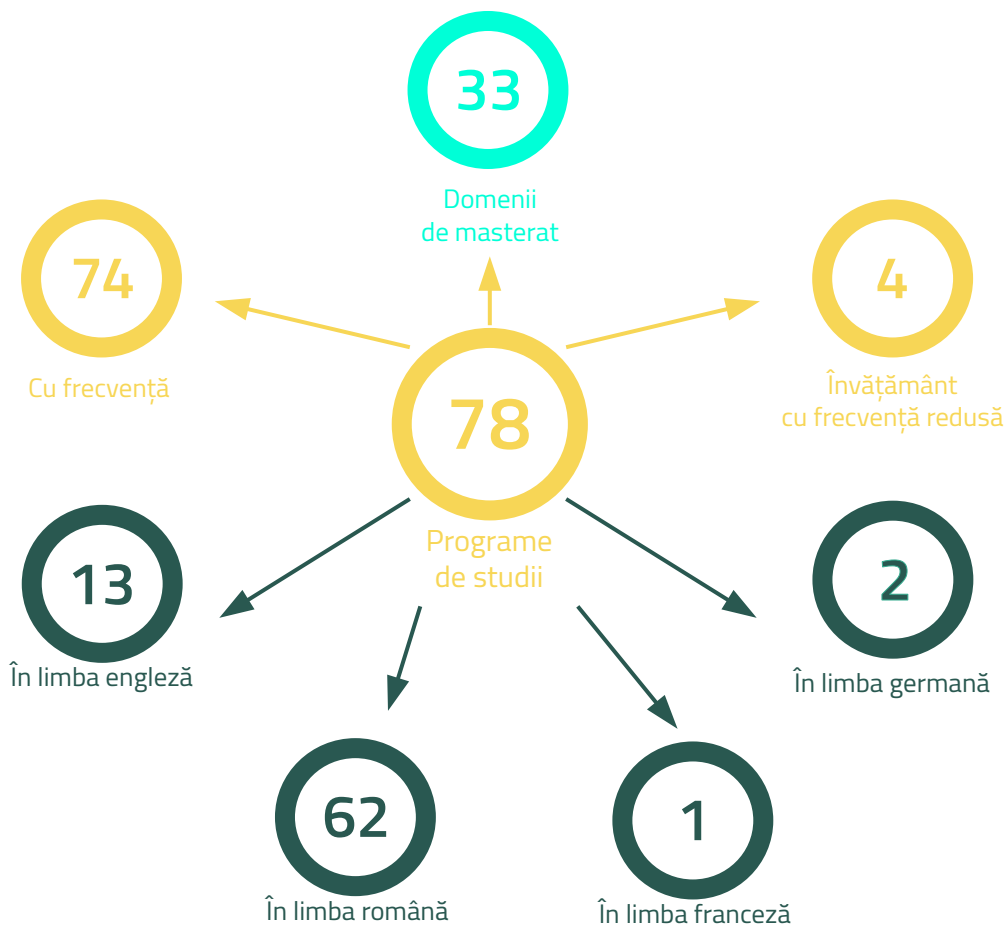 33
Domenii
de masterat
74
Cu frecvență
4
Învățământ
cu frecvență redusă
78
Programe
de studii
13
În limba engleză
2
În limba germană
62
În limba română
1
În limba franceză